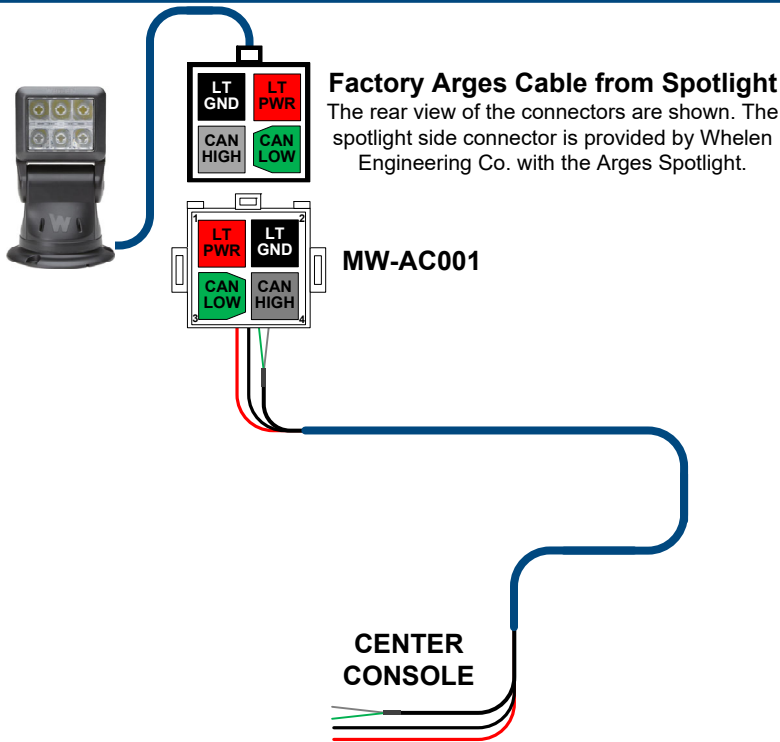 LT GND
LT PWR
CAN HIGH
CAN LOW
Factory Arges Cable from Spotlight
The rear view of the connectors are shown. The
spotlight side connector is provided by Whelen
Engineering Co. with the Arges Spotlight.
W
1
2
LT PWR
LT GND
CAN LOW
CAN HIGH
3
4
MW-AC001
CENTER
CONSOLE